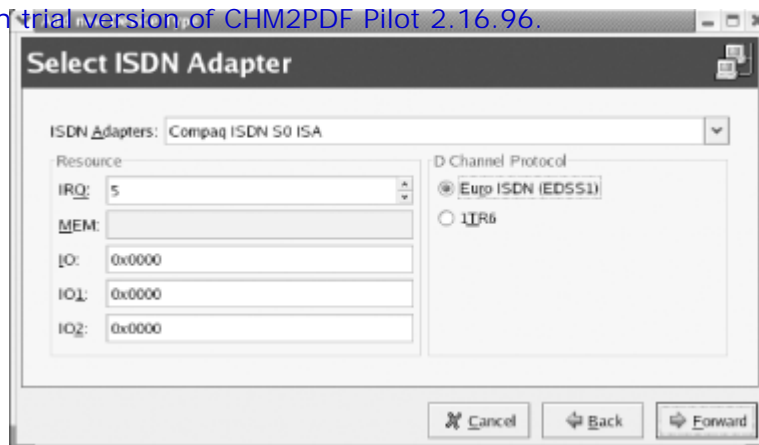 n trial version of CHM2PDF Pilot 2.16.96.
Select ISDN Adapter
ISDN Adapters: Compaq ISDN S0 ISA
Resource
IRQ: 5
MEM:
IO: 0x0000
IO1: 0x0000
IO2: 0x0000
D Channel Protocol
Euro ISDN (EDSS1)
1TR6
Cancel
Back
Forward